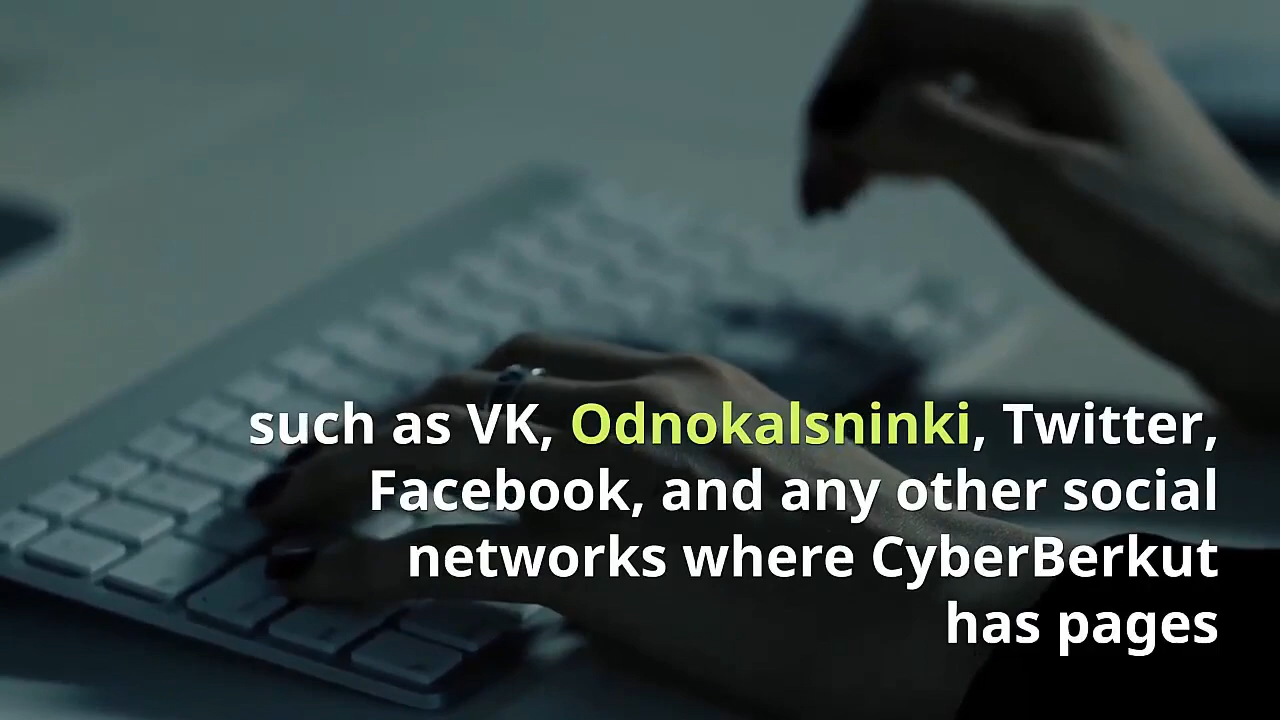 such as VK, Odnokalsninki, Twitter,
Facebook, and any other social
networks where CyberBerkut
has pages